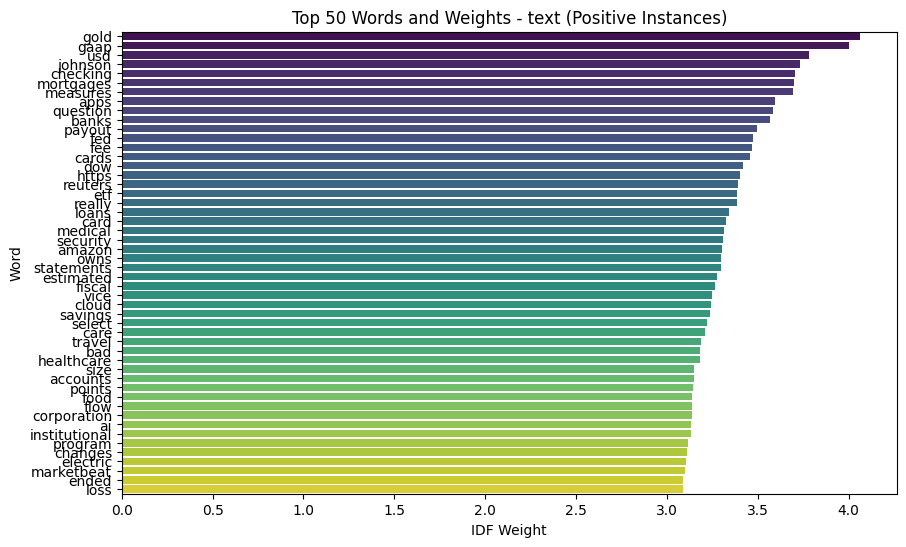 Top 50 Words and Weights - text (Positive Instances)
gold
gaap
usd
johnson
checking
mortgages
measures
apps
question
banks
payout
fed
fee
cards
dow
https
reuters
etf
really
loans
card
medical
security
amazon
owns
statements
estimated
fiscal
vice
cloud
savings
select
care
travel
bad
healthcare
size
accounts
points
food
flow
corporation
ai
institutional
program
changes
electric
marketbeat
ended
loss
Word
0.0 0.5 1.0 1.5 2.0 2.5 3.0 3.5 4.0
IDF Weight